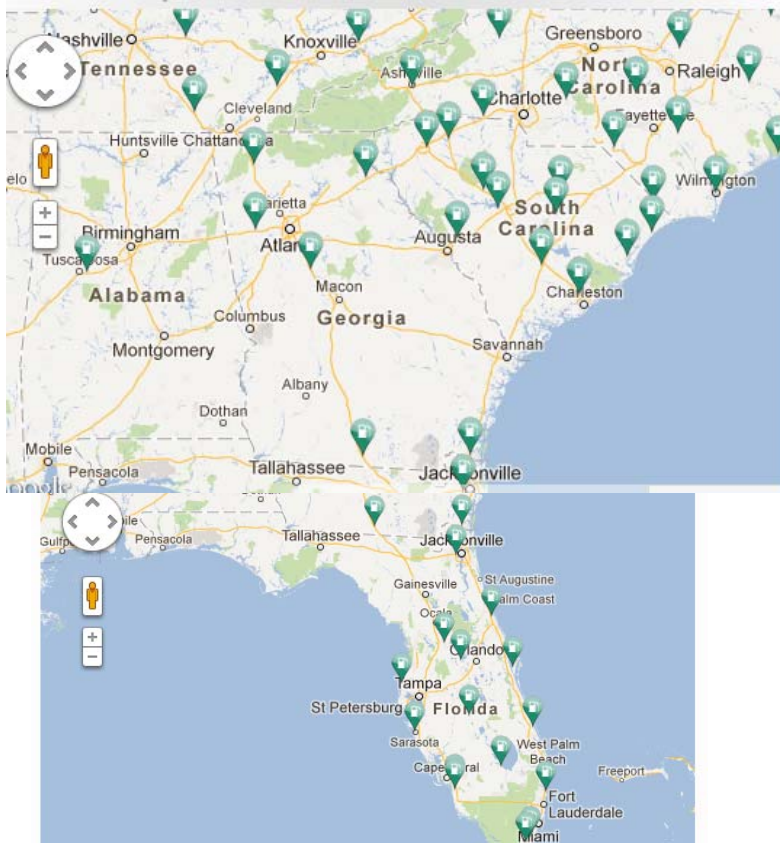 Nashville
Knoxville
Greensboro
Tennessee
Asheville
North
Carolina
Raleigh
Charlotte
Cleveland
Fayetteville
Huntsville
Chattanooga
elo
Marietta
Wilmington
Birmingham
Atlanta
South
Carolina
Augusta
Tuscaloosa
Alabama
Macon
Charleston
Columbus
Georgia
Montgomery
Savannah
Albany
Dothan
Mobile
Pensacola
Tallahassee
Jacksonville
+
−
bile
Gulfp
Pensacola
Tallahassee
Jacksonville
Gainesville
St Augustine
Palm Coast
Ocala
Orlando
+
−
Tampa
St Petersburg
Florida
Sarasota
West Palm
Beach
Cape Coral
Freeport
Fort
Lauderdale
Miami